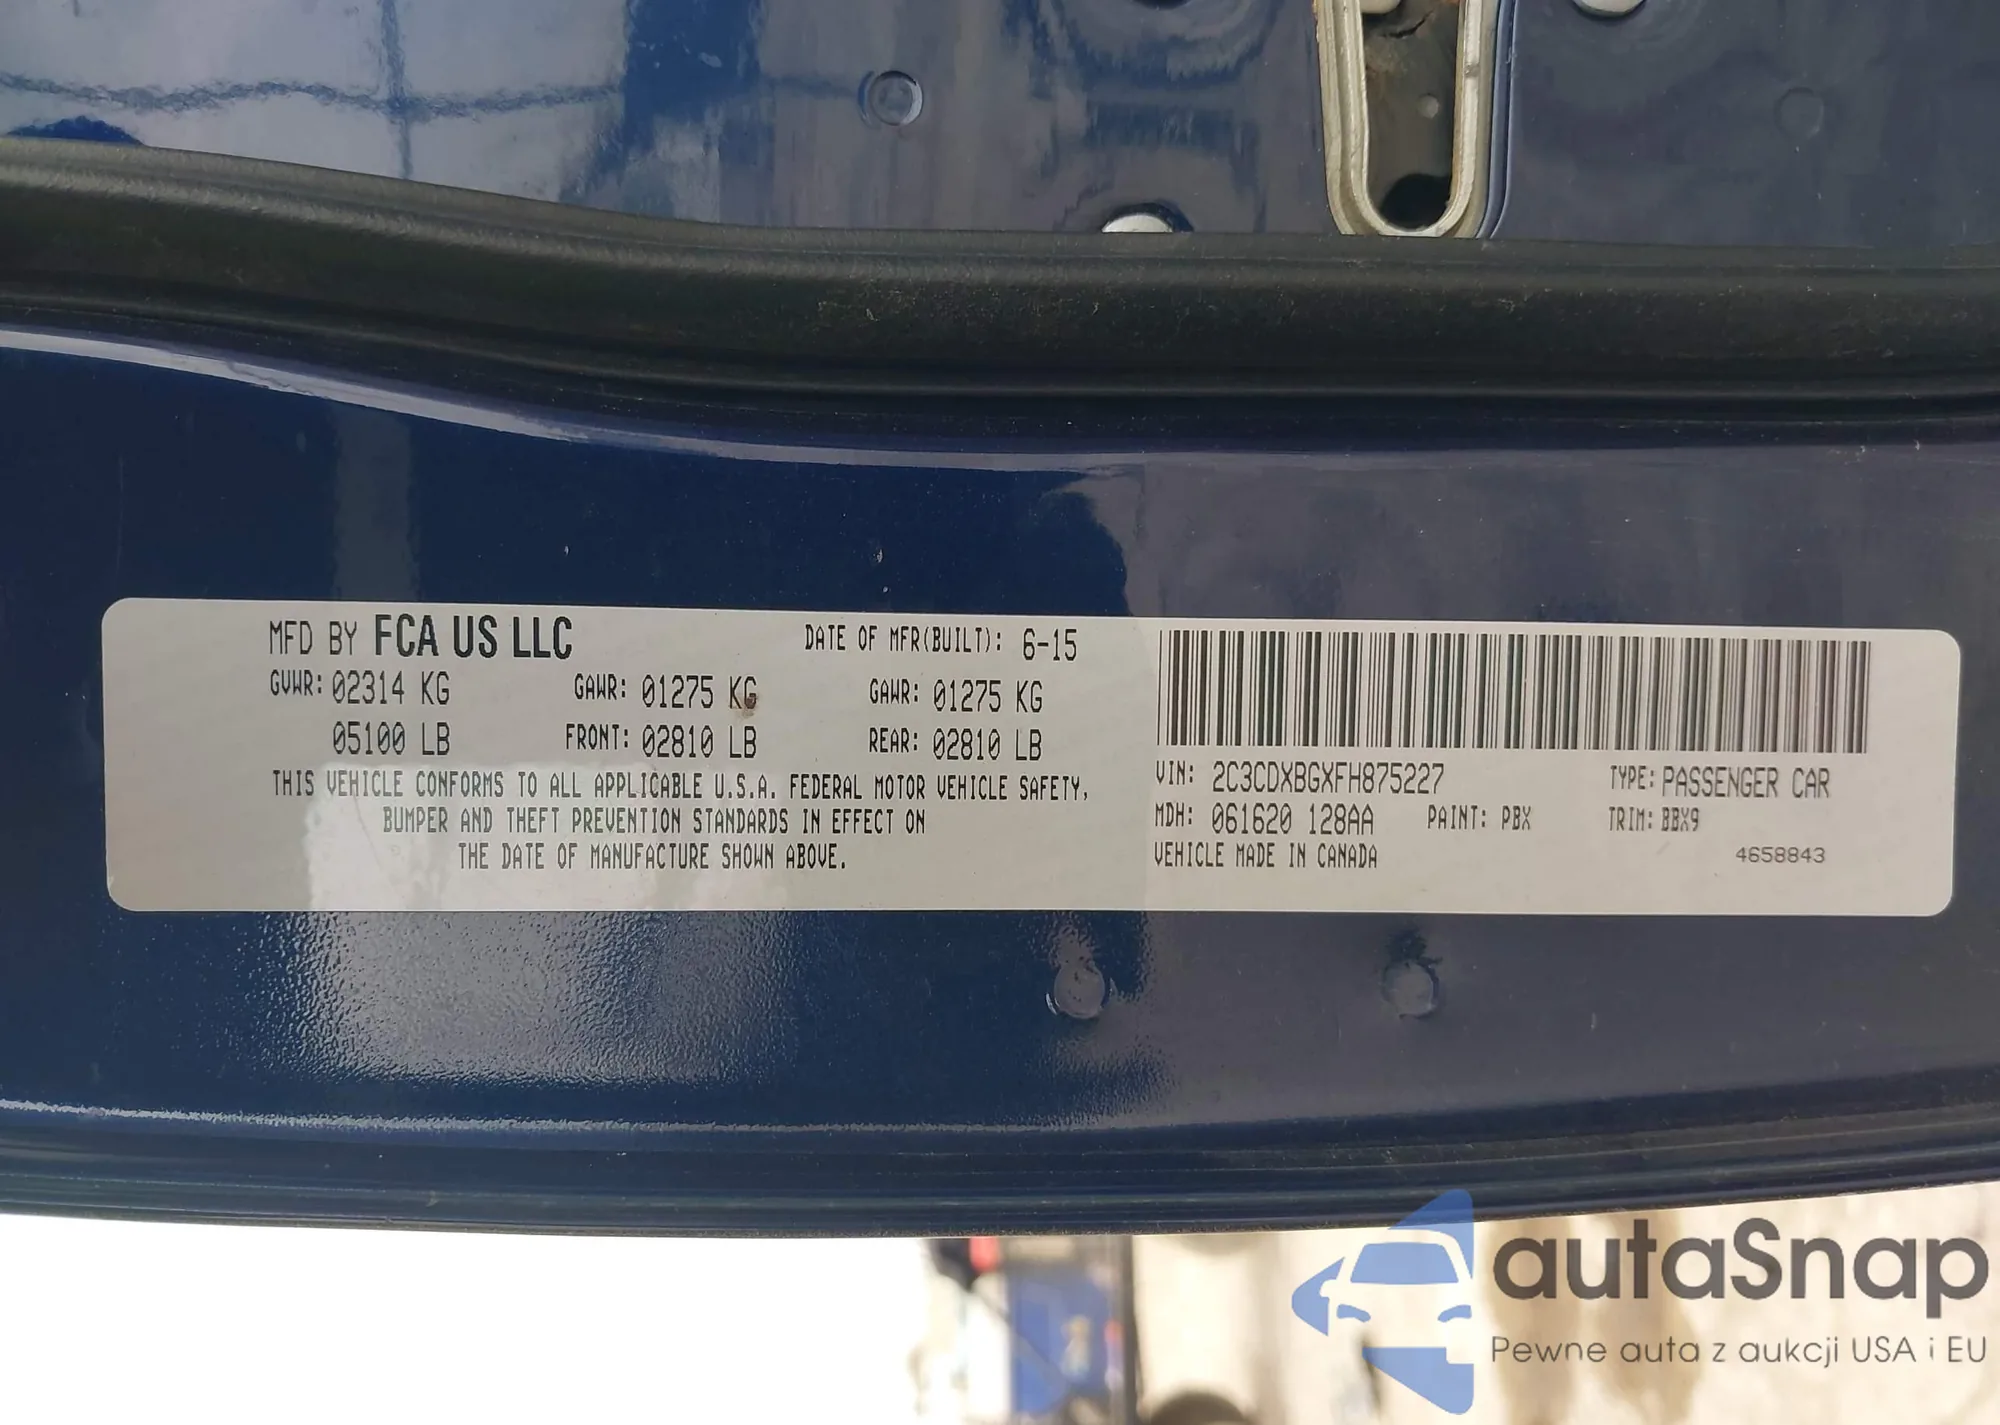 MFD BY FCA US LLC
DATE OF MFR(BUILT): 6-15
GVWR: 02314 KG
GAWR: 01275 KG
GAWR: 01275 KG
05100 LB
FRONT: 02810 LB
REAR: 02810 LB
THIS VEHICLE CONFORMS TO ALL APPLICABLE U.S.A. FEDERAL MOTOR VEHICLE SAFETY,
BUMPER AND THEFT PREVENTION STANDARDS IN EFFECT ON
THE DATE OF MANUFACTURE SHOWN ABOVE.
VIN: 2C3CDXBGXFH875227
TYPE: PASSENGER CAR
MDH: 061620 128AA
PAINT: PBX
TRIM: BBX9
VEHICLE MADE IN CANADA
4658843
autaSnap
Pewne auta z aukcji USA i EU